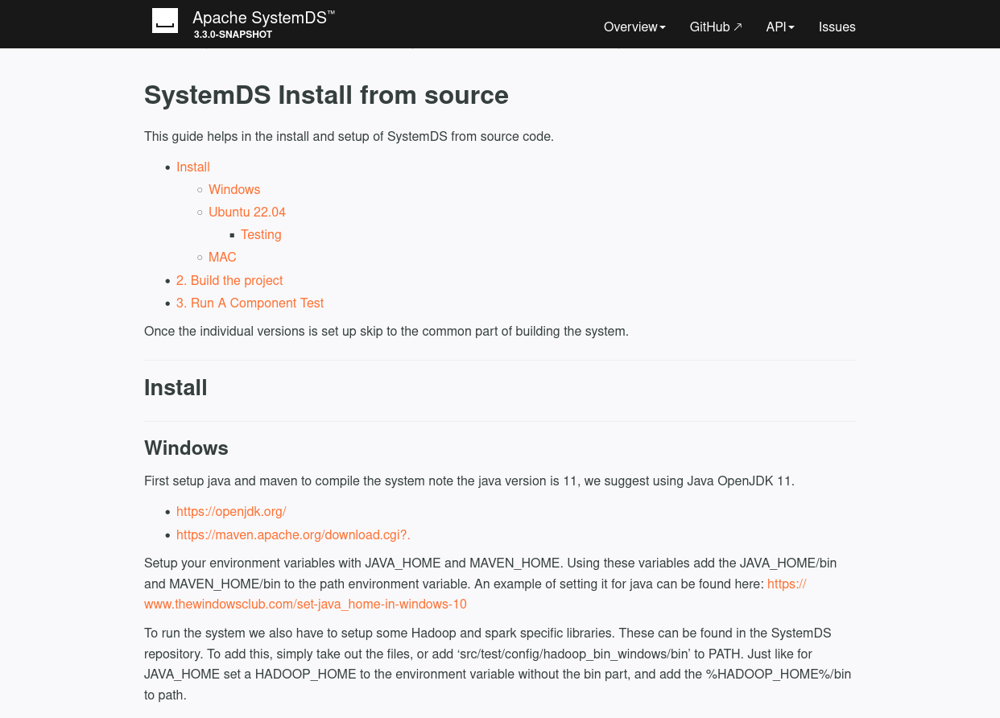 Apache SystemDS™
3.3.0-SNAPSHOT
Overview
GitHub ↗
API
Issues
SystemDS Install from source
This guide helps in the install and setup of SystemDS from source code.
Install
Windows
Ubuntu 22.04
Testing
MAC
2. Build the project
3. Run A Component Test
Once the individual versions is set up skip to the common part of building the system.
Install
Windows
First setup java and maven to compile the system note the java version is 11, we suggest using Java OpenJDK 11.
https://openjdk.org/
https://maven.apache.org/download.cgi?.
Setup your environment variables with JAVA_HOME and MAVEN_HOME. Using these variables add the JAVA_HOME/bin
and MAVEN_HOME/bin to the path environment variable. An example of setting it for java can be found here: https://
www.thewindowsclub.com/set-java_home-in-windows-10
To run the system we also have to setup some Hadoop and spark specific libraries. These can be found in the SystemDS
repository. To add this, simply take out the files, or add ‘src/test/config/hadoop_bin_windows/bin’ to PATH. Just like for
JAVA_HOME set a HADOOP_HOME to the environment variable without the bin part, and add the %HADOOP_HOME%/bin
to path.